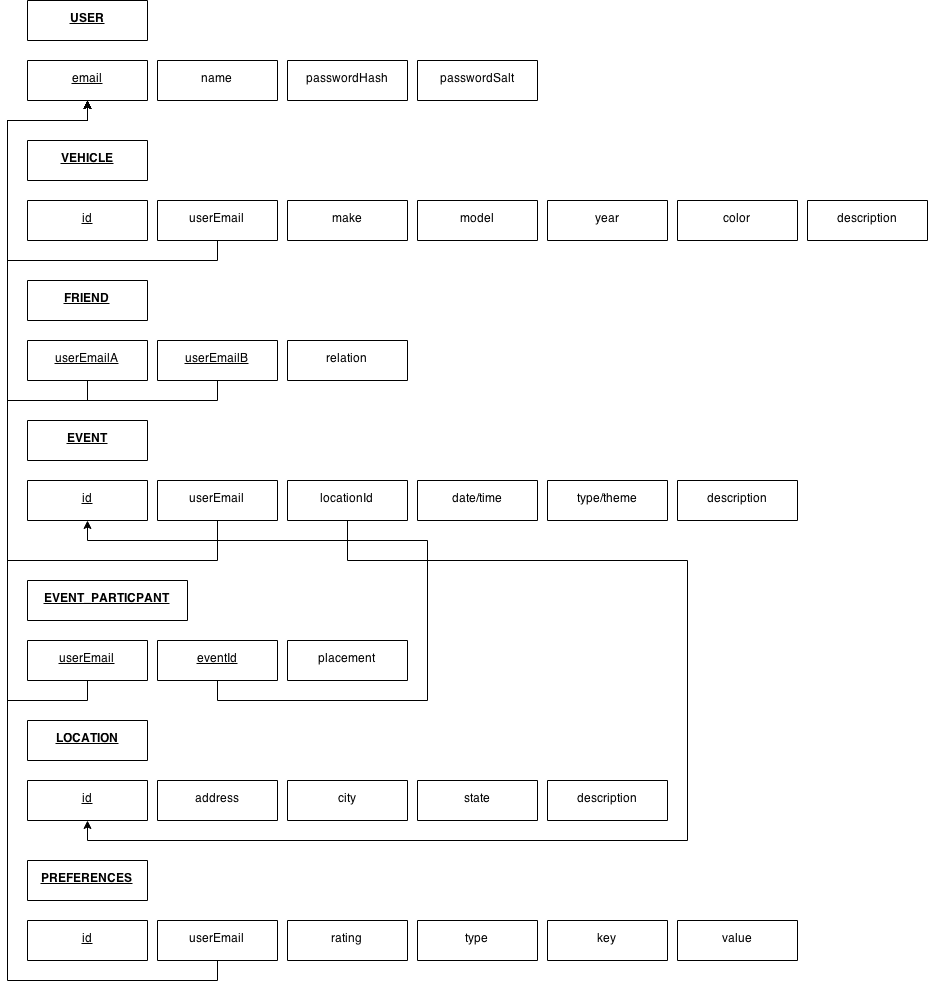 USER
email name passwordHash passwordSalt
VEHICLE
id userEmail make model year color description
FRIEND
userEmailA userEmailB relation
EVENT
id userEmail locationId date/time type/theme description
EVENT_PARTICPANT
userEmail eventId placement
LOCATION
id address city state description
PREFERENCES
id userEmail rating type key value